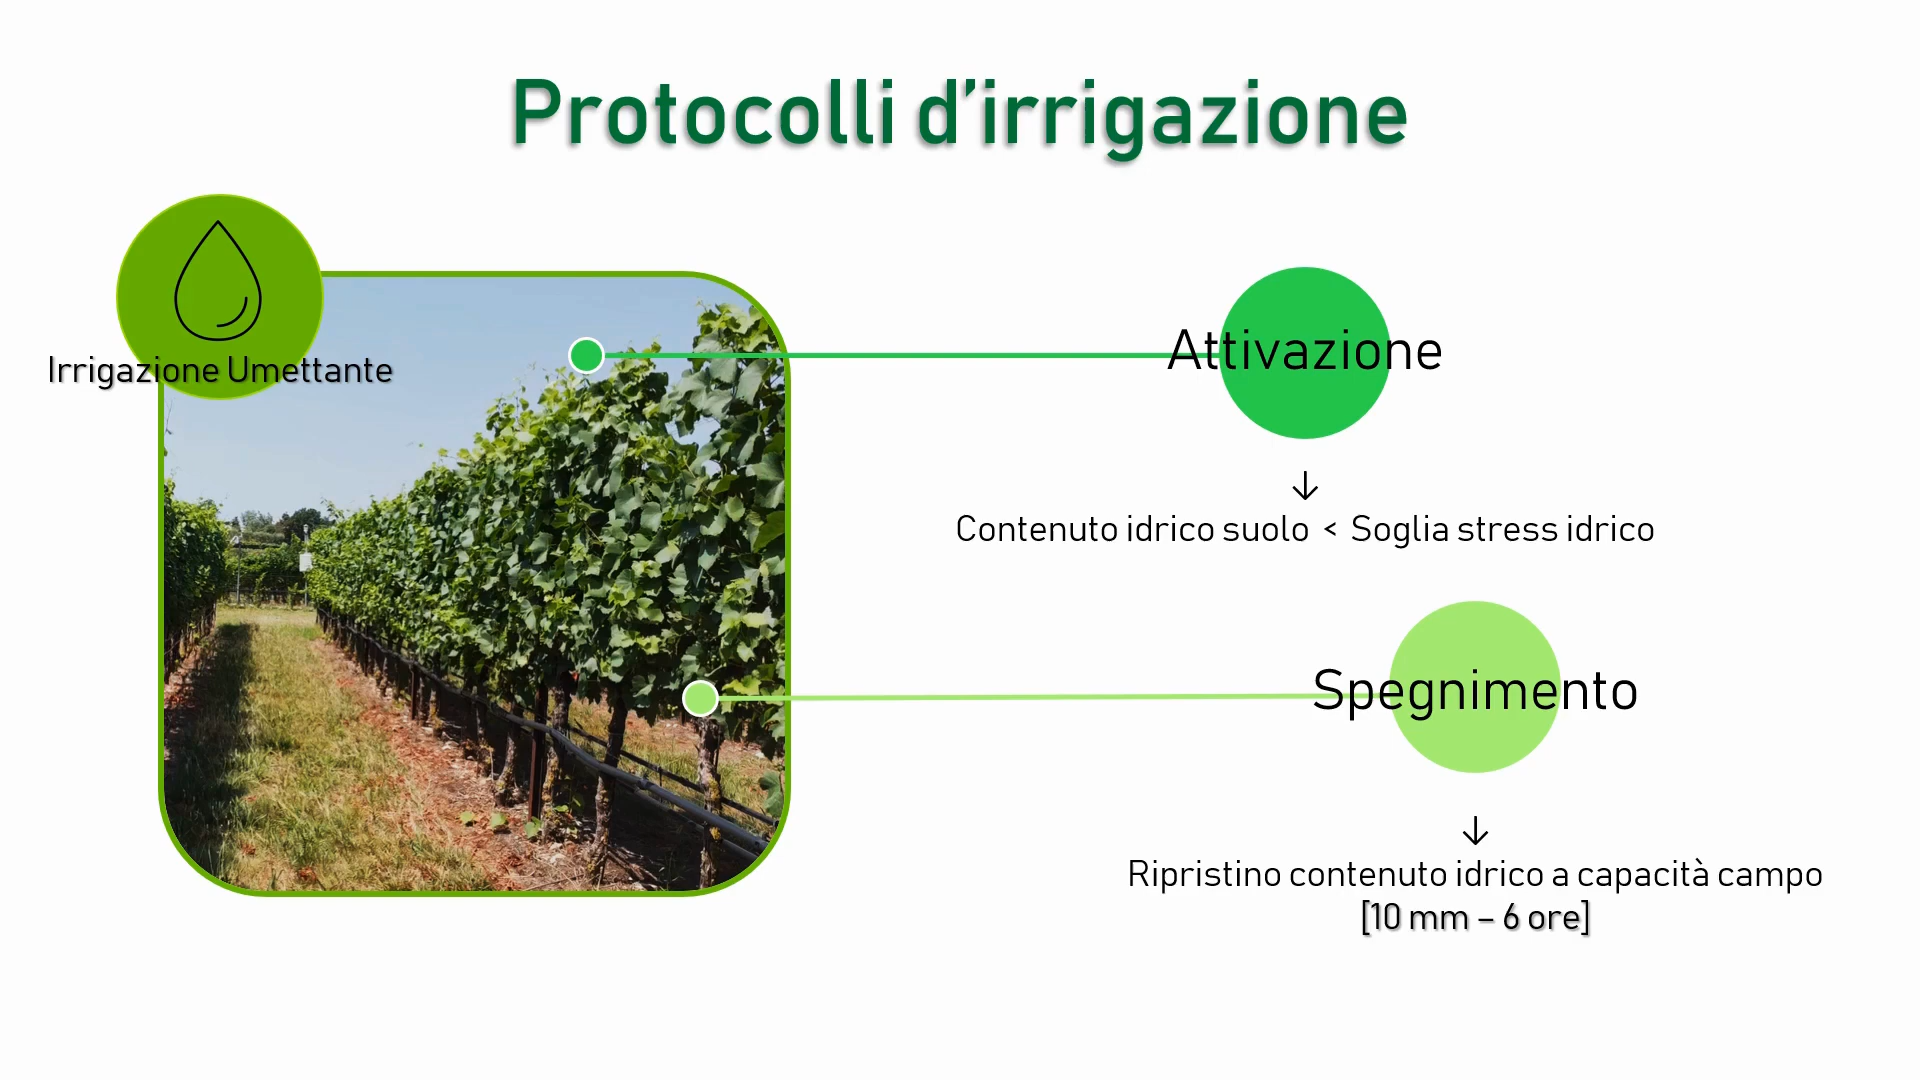 Protocolli d’irrigazione
Irrigazione Umettante
Attivazione
Contenuto idrico suolo < Soglia stress idrico
Spegnimento
Ripristino contenuto idrico a capacità campo
[10 mm – 6 ore]